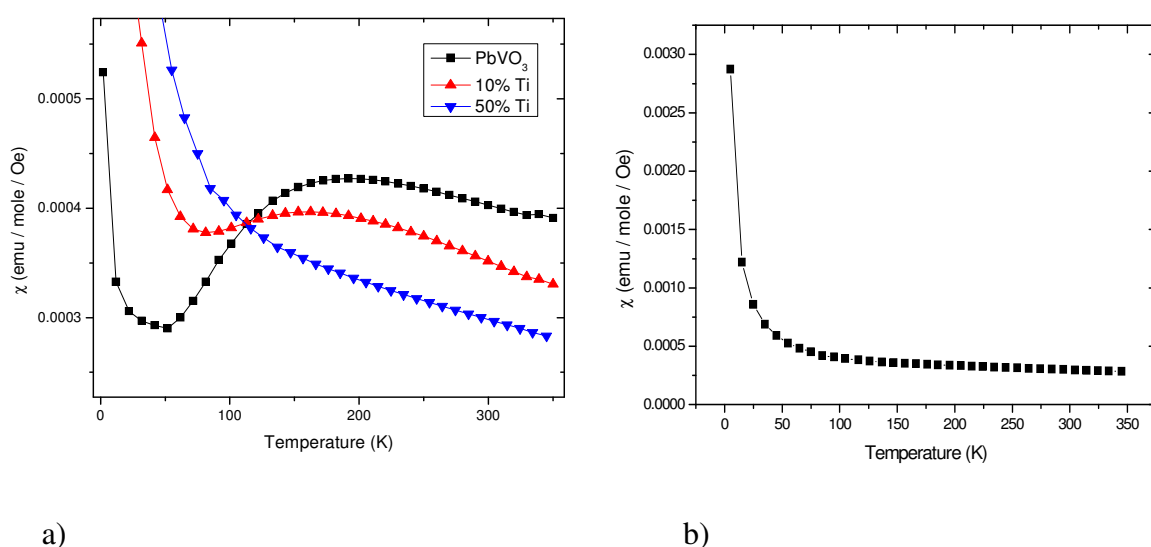 PbVO₃
10% Ti
50% Ti
0.0005
0.0004
0.0003
χ (emu / mole / Oe)
0 100 200 300
Temperature (K)
a)
0.0030
0.0025
0.0020
0.0015
0.0010
0.0005
0.0000
χ (emu / mole / Oe)
0 50 100 150 200 250 300 350
Temperature (K)
b)